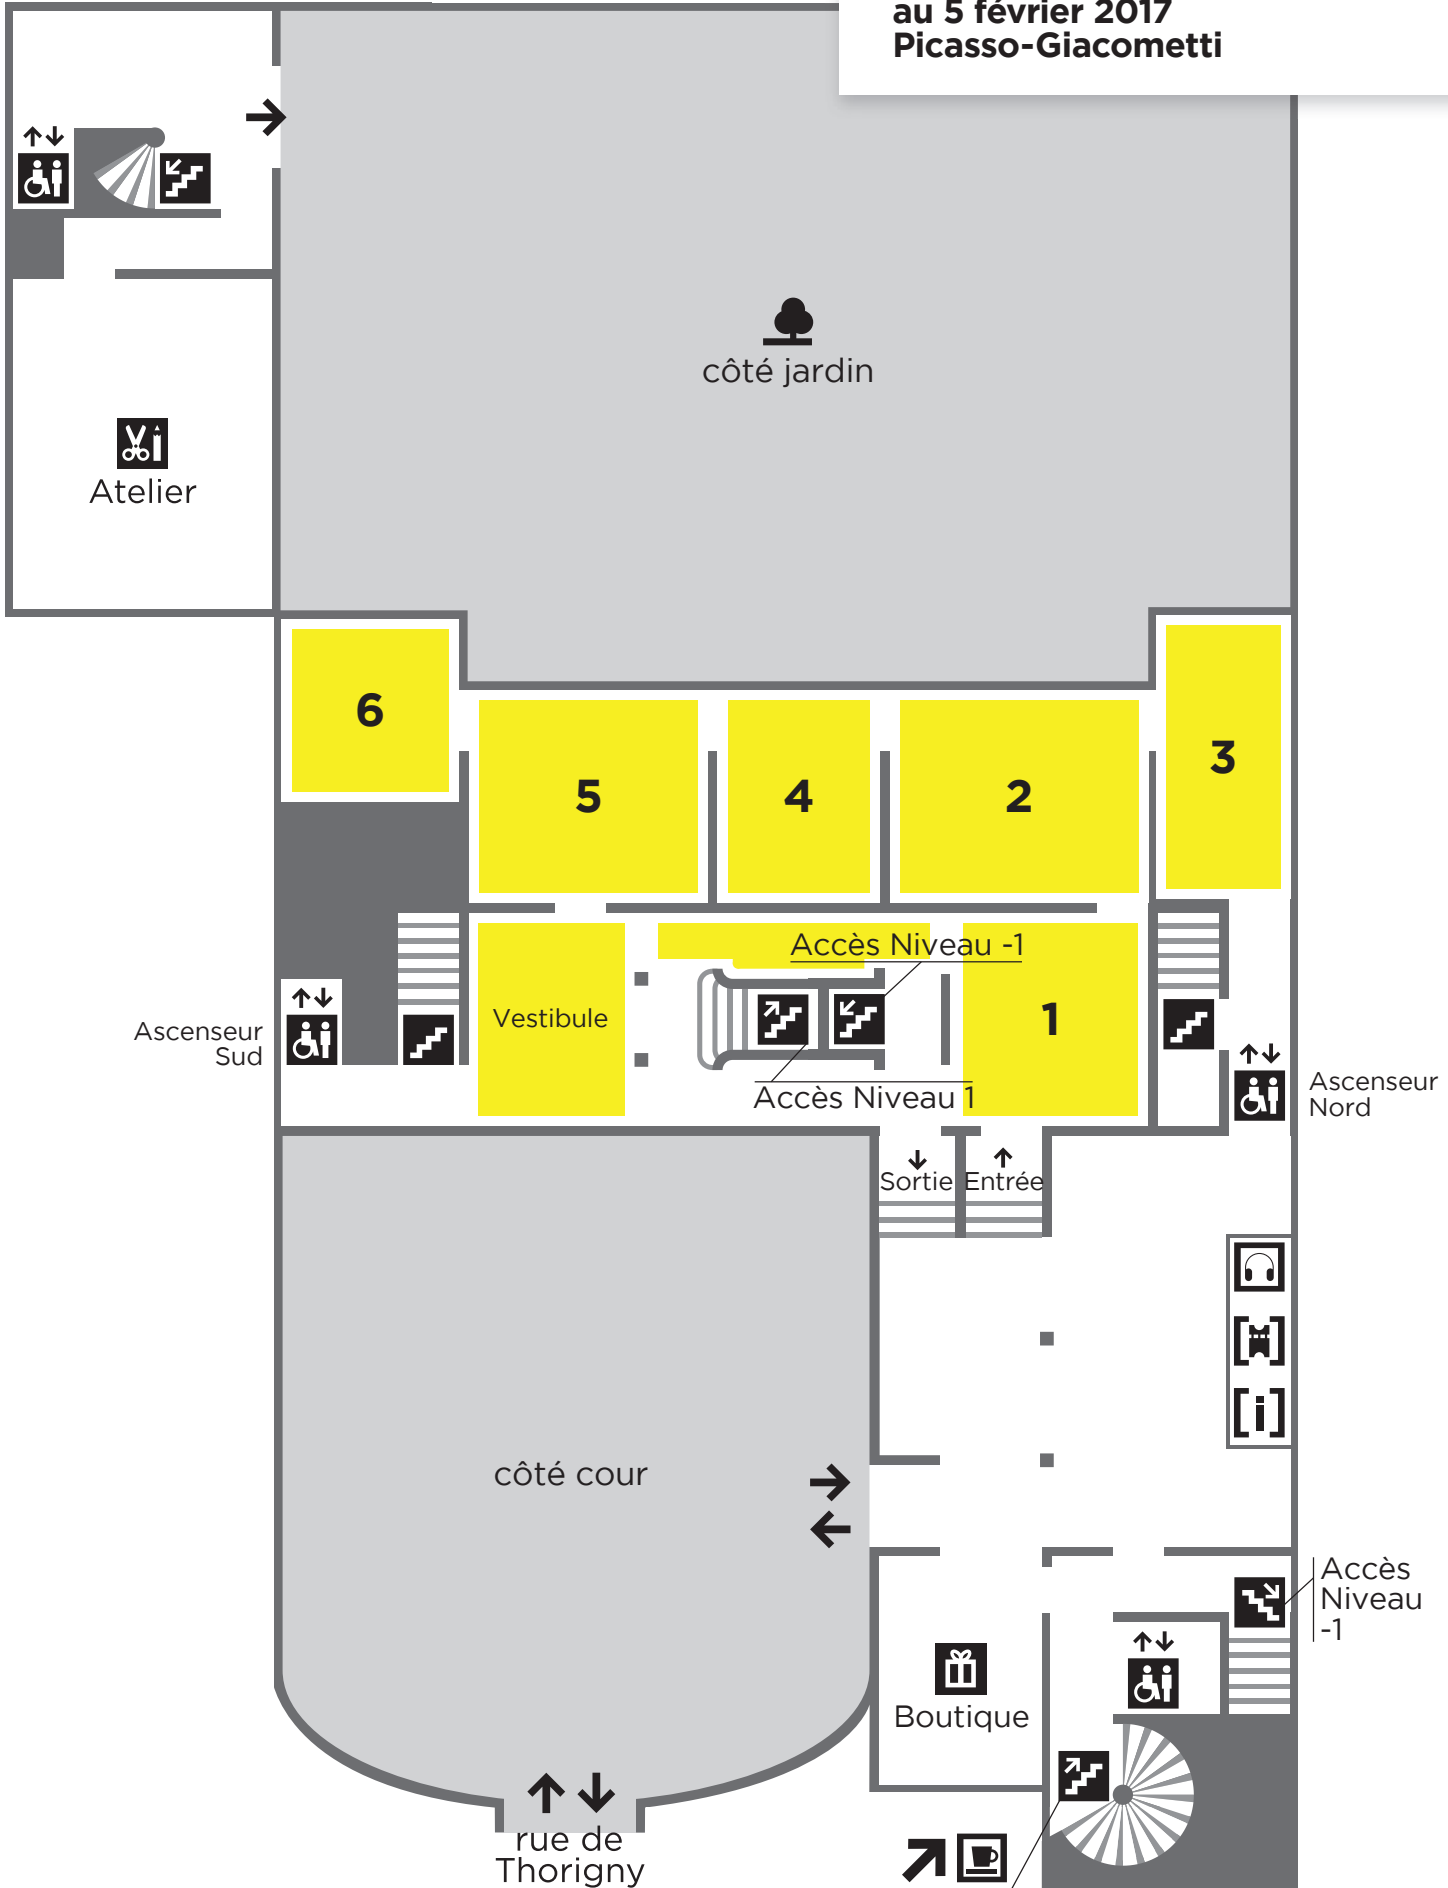 au 5 février 2017
Picasso-Giacometti
côté jardin
Atelier
6
5
4
2
3
Accès Niveau -1
Vestibule
1
Ascenseur
Sud
Accès Niveau 1
Ascenseur
Nord
Sortie
Entrée
i
côté cour
Accès
Niveau
-1
Boutique
rue de
Thorigny